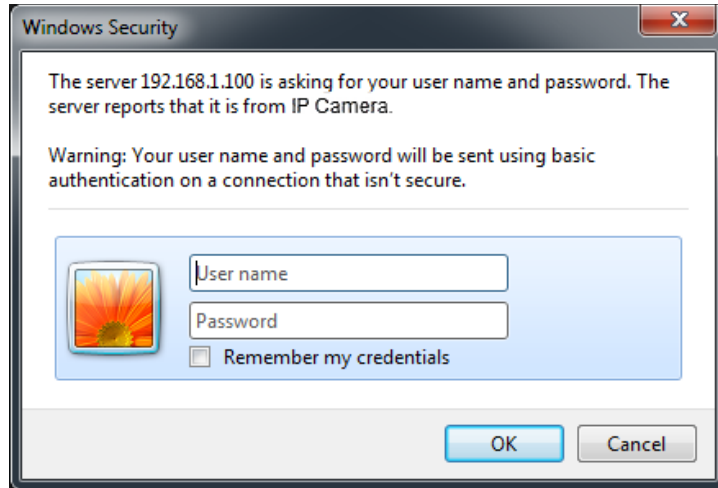 Windows Security
The server 192.168.1.100 is asking for your user name and password. The
server reports that it is from IP Camera.
Warning: Your user name and password will be sent using basic
authentication on a connection that isn't secure.
User name
Password
Remember my credentials
OK
Cancel